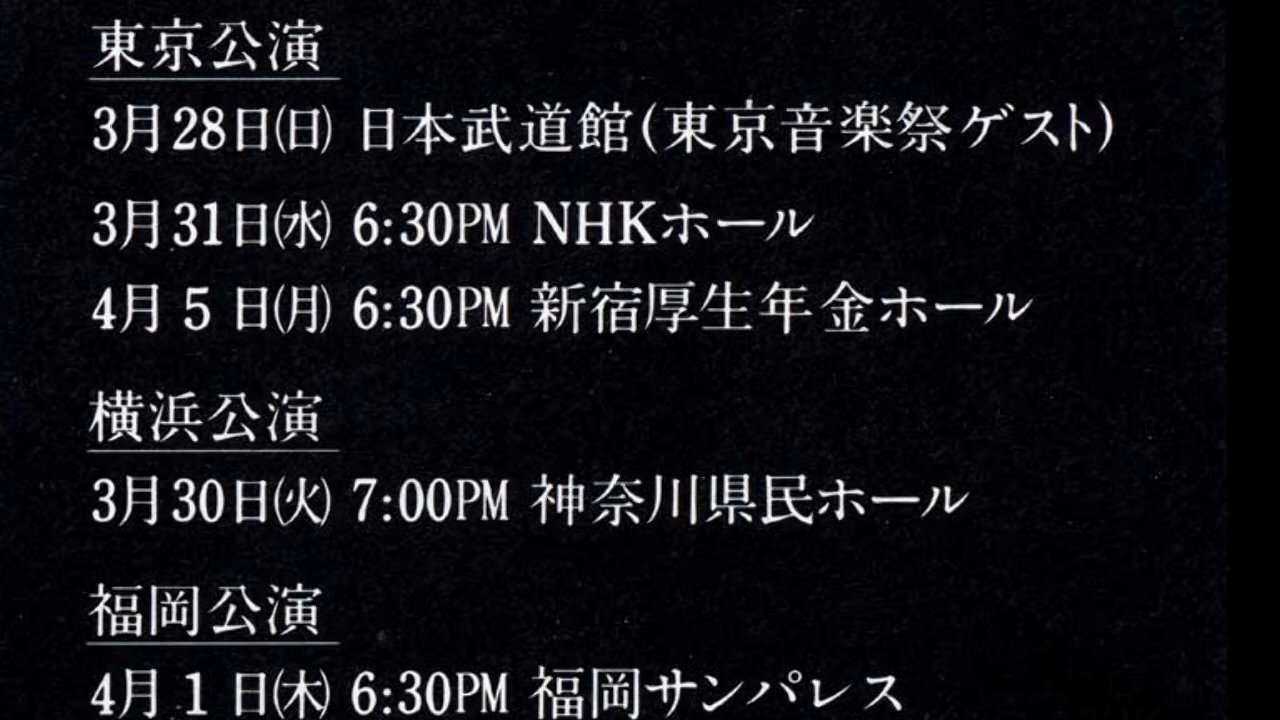 東京公演
3月28日(日) 日本武道館(東京音楽祭ゲスト)
3月31日(水) 6:30PM NHKホール
4月5日(月) 6:30PM 新宿厚生年金ホール
横浜公演
3月30日(火) 7:00PM 神奈川県民ホール
福岡公演
4月1日(木) 6:30PM 福岡サンパレス